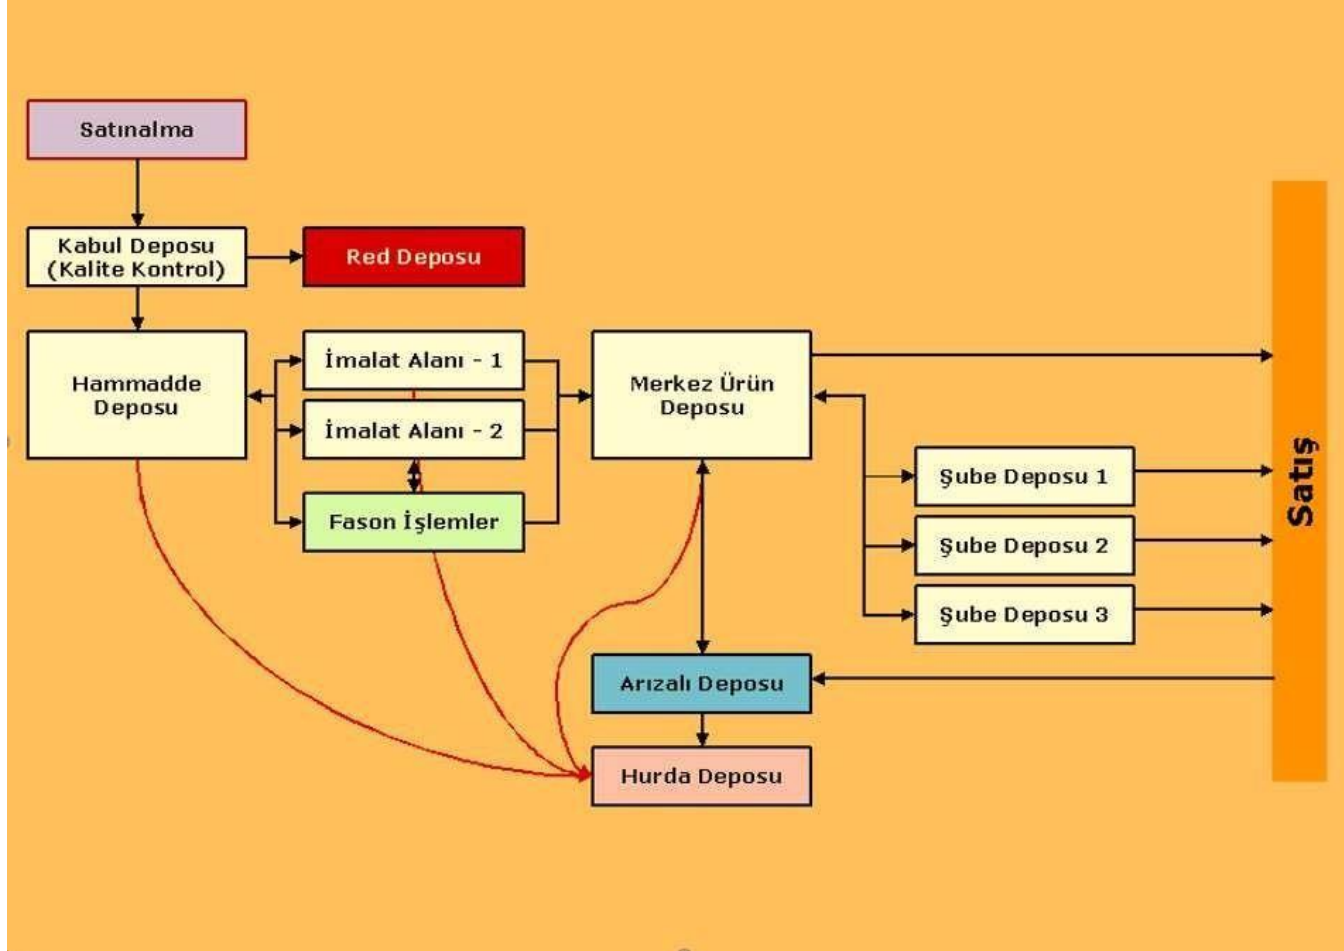 Satınalma
Kabul Deposu
(Kalite Kontrol)
Red Deposu
Hammadde
Deposu
İmalat Alanı - 1
İmalat Alanı - 2
Fason İşlemler
Merkez Ürün
Deposu
Şube Deposu 1
Şube Deposu 2
Şube Deposu 3
Arızalı Deposu
Hurda Deposu
Satış